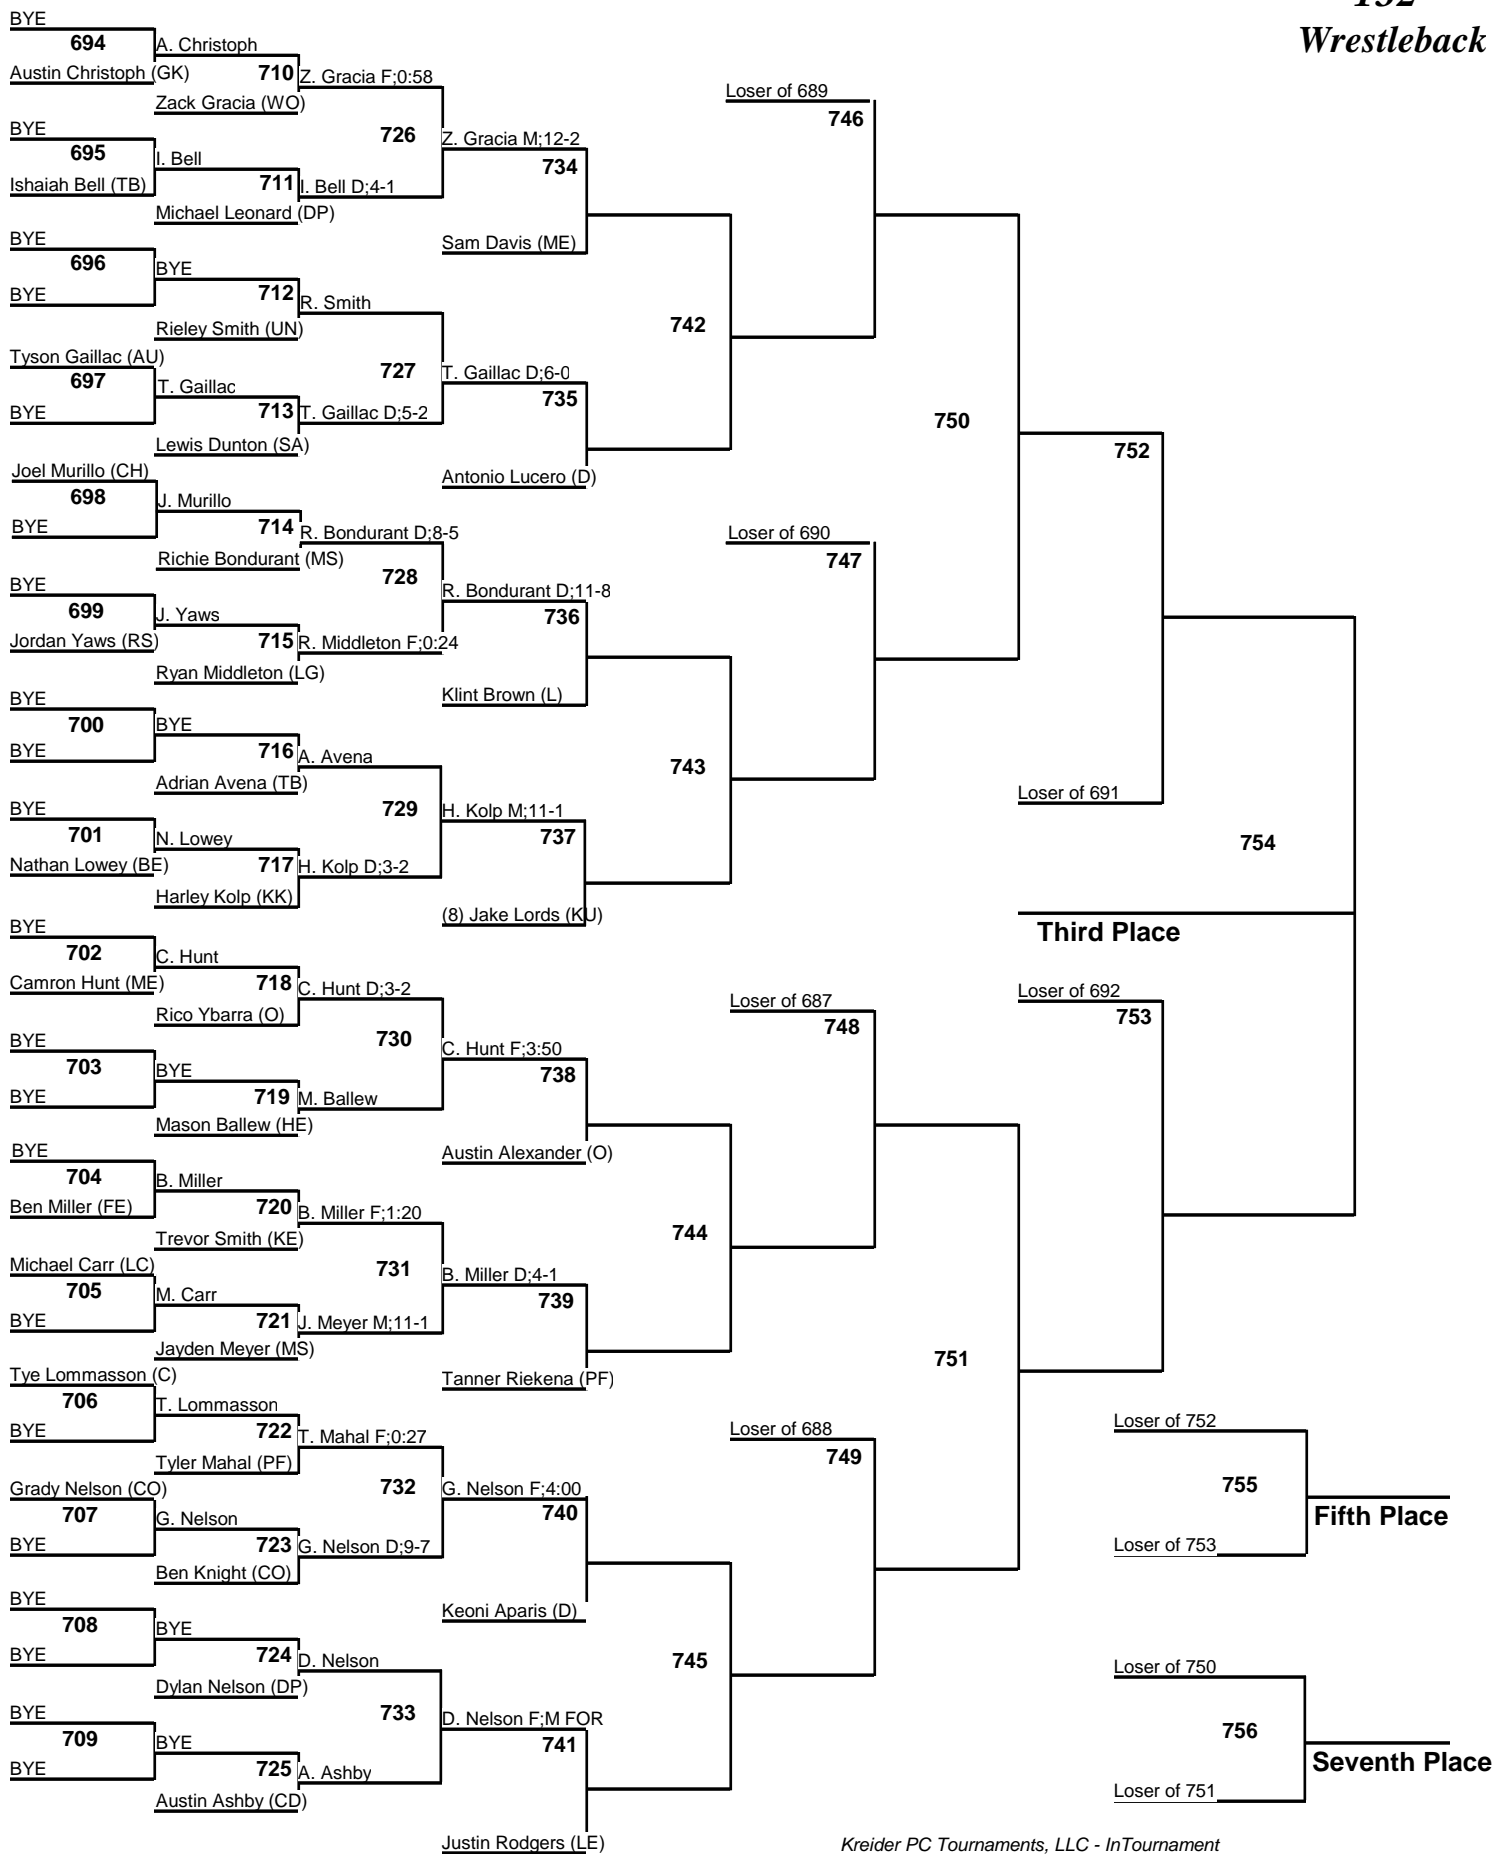 Wrestleback
BYE
694
A. Christoph
Austin Christoph (GK)
710
Z. Gracia F;0:58
Zack Gracia (WO)
BYE
695
I. Bell
Ishaiah Bell (TB)
711
I. Bell D;4-1
Michael Leonard (DP)
726
Z. Gracia M;12-2
734
Sam Davis (ME)
BYE
696
BYE
BYE
712
R. Smith
Rieley Smith (UN)
Tyson Gaillac (AU)
697
T. Gaillac
BYE
713
T. Gaillac D;5-2
Lewis Dunton (SA)
727
T. Gaillac D;6-0
735
Antonio Lucero (D)
742
Loser of 689
746
Joel Murillo (CH)
698
J. Murillo
BYE
714
R. Bondurant D;8-5
Richie Bondurant (MS)
BYE
699
J. Yaws
Jordan Yaws (RS)
715
R. Middleton F;0:24
Ryan Middleton (LG)
728
R. Bondurant D;11-8
736
Klint Brown (L)
BYE
700
BYE
BYE
716
A. Avena
Adrian Avena (TB)
BYE
701
N. Lowey
Nathan Lowey (BE)
717
H. Kolp D;3-2
Harley Kolp (KK)
729
H. Kolp M;11-1
737
(8) Jake Lords (KU)
743
Loser of 690
747
750
752
Loser of 691
754
Third Place
BYE
702
C. Hunt
Camron Hunt (ME)
718
C. Hunt D;3-2
Rico Ybarra (O)
BYE
703
BYE
BYE
719
M. Ballew
Mason Ballew (HE)
730
C. Hunt F;3:50
738
Austin Alexander (O)
BYE
704
B. Miller
Ben Miller (FE)
720
B. Miller F;1:20
Trevor Smith (KE)
Michael Carr (LC)
705
M. Carr
BYE
721
J. Meyer M;11-1
Jayden Meyer (MS)
731
B. Miller D;4-1
739
Tanner Riekena (PF)
744
Loser of 687
748
Loser of 692
753
Tye Lommasson (C)
706
T. Lommasson
BYE
722
T. Mahal F;0:27
Tyler Mahal (PF)
Grady Nelson (CO)
707
G. Nelson
BYE
723
G. Nelson D;9-7
Ben Knight (CO)
732
G. Nelson F;4:00
740
Keoni Aparis (D)
BYE
708
BYE
BYE
724
D. Nelson
Dylan Nelson (DP)
BYE
709
BYE
BYE
725
A. Ashby
Austin Ashby (CD)
733
D. Nelson F;M FOR
741
Justin Rodgers (LE)
745
Loser of 688
749
751
Loser of 752
755
Fifth Place
Loser of 753
Loser of 750
756
Seventh Place
Loser of 751
Kreider PC Tournaments, LLC - InTournament